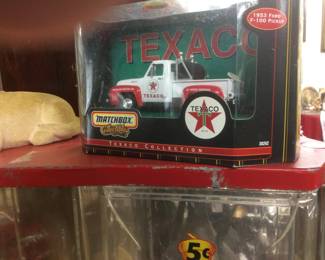 1953 FORD
F-100 PICKUP
TEXACO
TEXACO
MATCHBOX
Collectibles
TEXACO
TEXACO COLLECTION
5¢